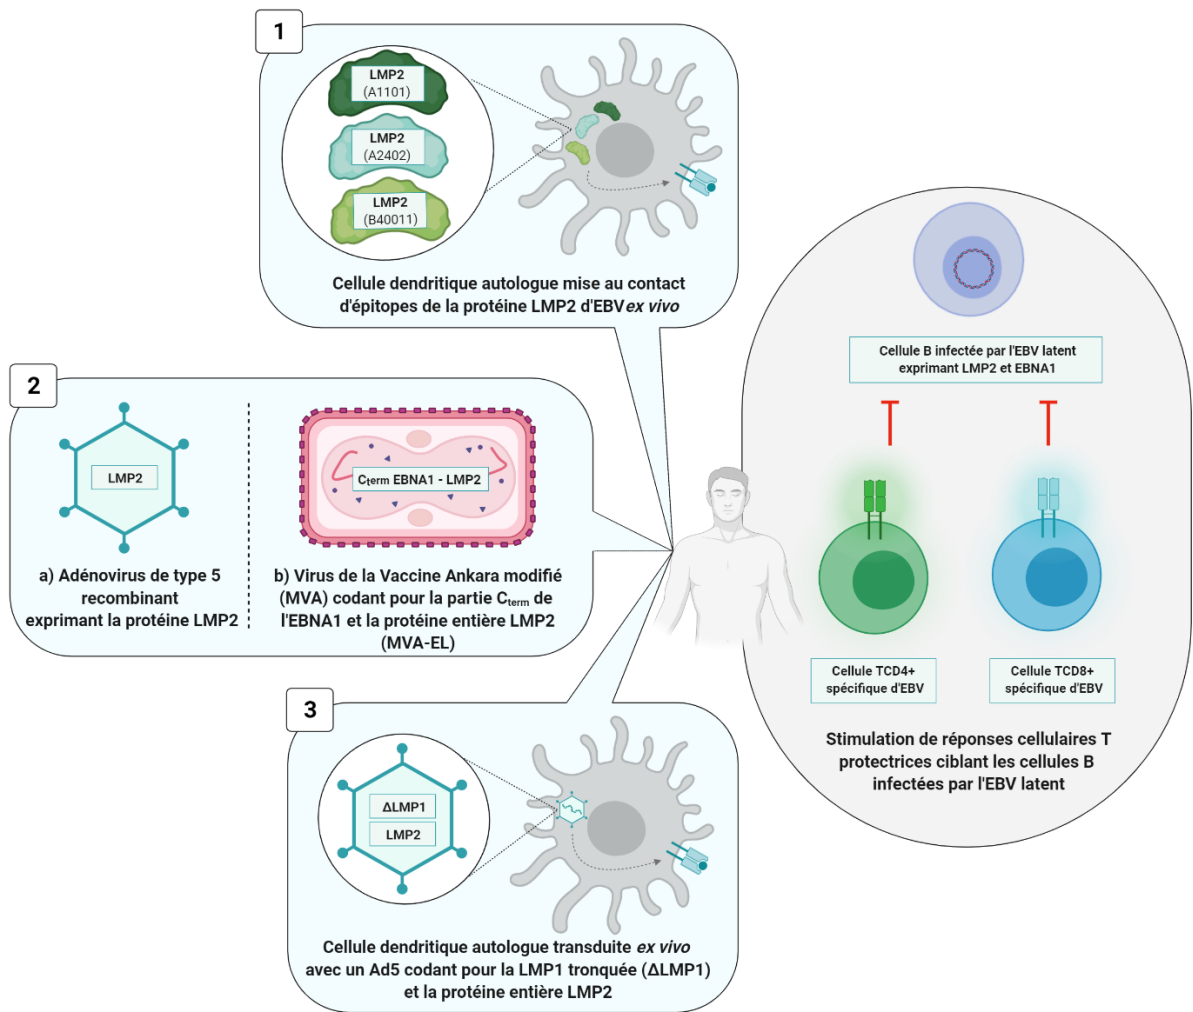 1
LMP2
(A1101)
LMP2
(A2402)
LMP2
(B40011)
Cellule dendritique autologue mise au contact
d'épitopes de la protéine LMP2 d'EBV ex vivo
2
LMP2
a) Adénovirus de type 5
recombinant
exprimant la protéine LMP2
Cterm EBNA1 - LMP2
b) Virus de la Vaccine Ankara modifié
(MVA) codant pour la partie Cterm de
l'EBNA1 et la protéine entière LMP2
(MVA-EL)
3
ΔLMP1
LMP2
Cellule dendritique autologue transduite ex vivo
avec un Ad5 codant pour la LMP1 tronquée (ΔLMP1)
et la protéine entière LMP2
Cellule B infectée par l'EBV latent
exprimant LMP2 et EBNA1
Cellule TCD4+
spécifique d'EBV
Cellule TCD8+
spécifique d'EBV
Stimulation de réponses cellulaires T
protectrices ciblant les cellules B
infectées par l'EBV latent